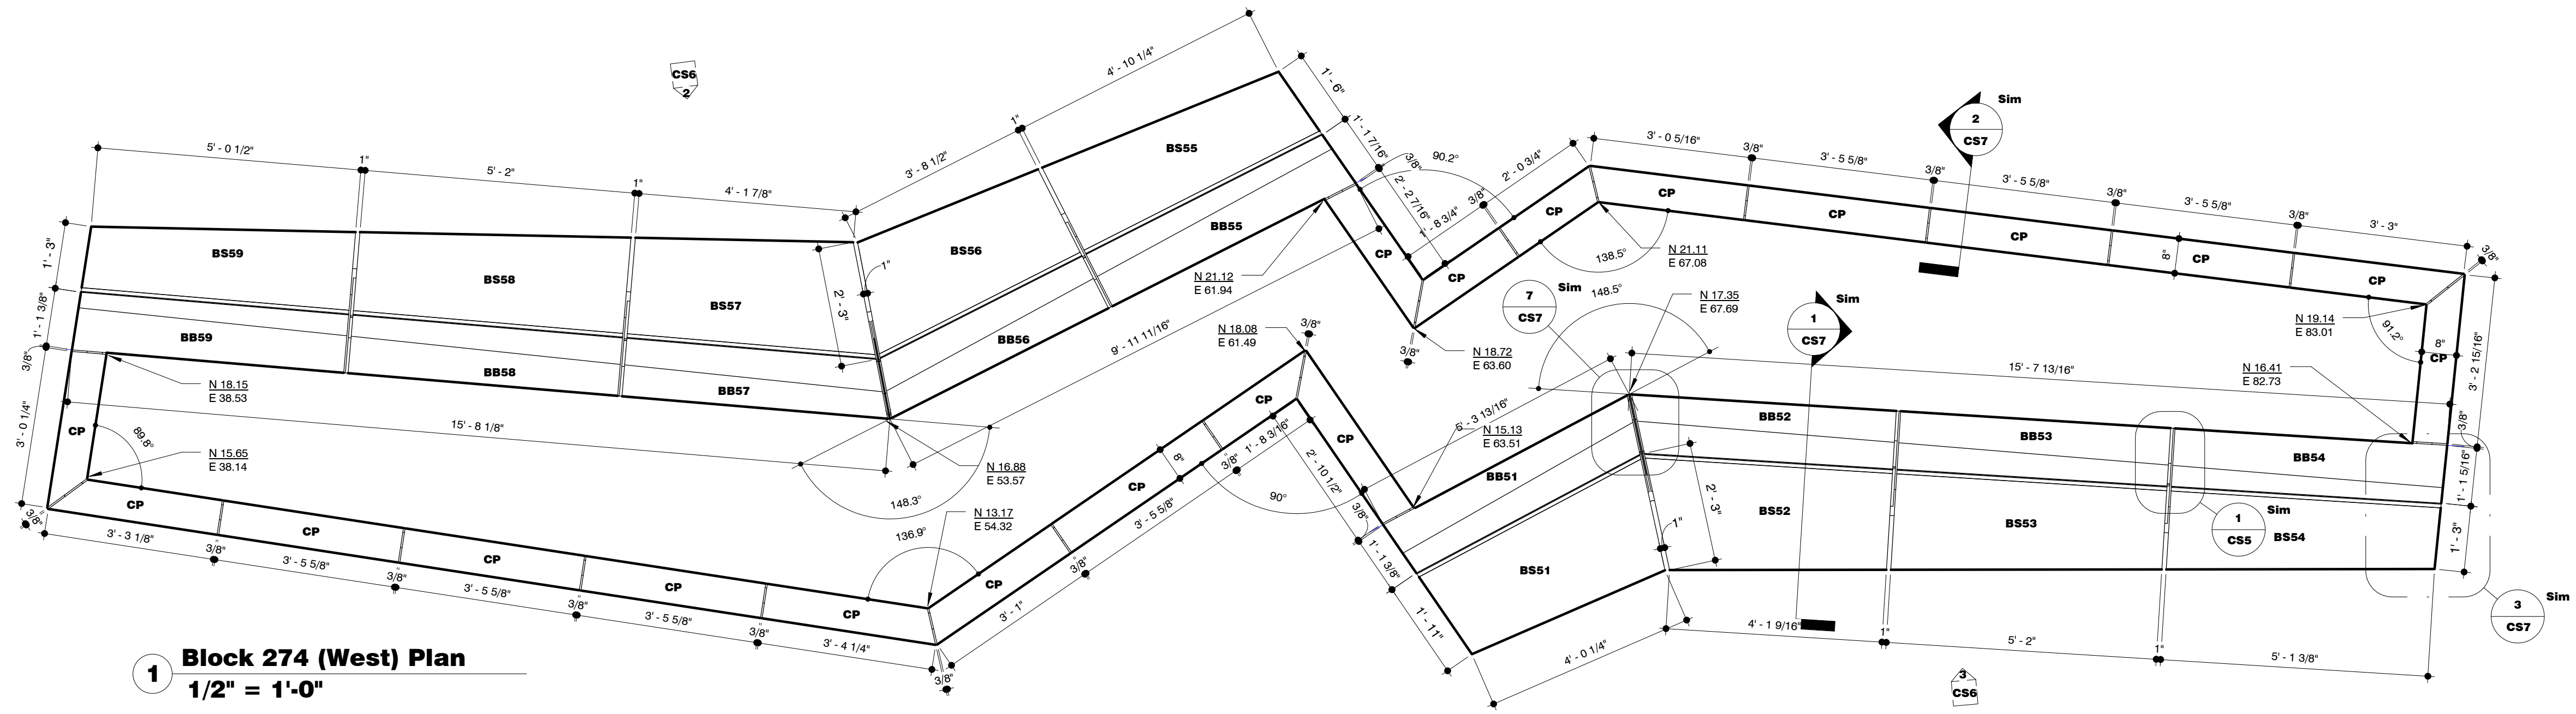 4' - 10 1/4"
1"
3' - 8 1/2"
1' - 6"
1' - 1 7/16"
3/8"
90.2°
2' - 2 7/16"
1' - 8 3/4"
3/8"
2' - 0 3/4"
CS6
2
5' - 0 1/2"
1"
5' - 2"
1"
4' - 1 7/8"
2
CS7
Sim
3' - 0 5/16"
3/8"
3' - 5 5/8"
3/8"
3' - 5 5/8"
3/8"
3' - 5 5/8"
3/8"
3' - 3"
3/8"
BS59
BS58
BS57
BS56
BS55
BB55
BB56
BB57
BB58
BB59
1' - 3"
1' - 1 3/8"
3/8"
3' - 0 1/4"
3/8"
2' - 3"
1"
CP
CP
CP
CP
CP
CP
CP
CP
N 21.12
E 61.94
N 21.11
E 67.08
138.5°
8"
N 18.15
E 38.53
N 15.65
E 38.14
89.8°
15' - 8 1/8"
9' - 11 11/16"
N 16.88
E 53.57
148.3°
N 18.08
E 61.49
3/8"
3/8"
N 18.72
E 63.60
7
CS7
Sim
148.5°
N 17.35
E 67.69
1
CS7
Sim
N 19.14
E 83.01
91.2°
8"
CP
3' - 2 15/16"
N 16.41
E 82.73
15' - 7 13/16"
3/8"
1' - 1 5/16"
1' - 3"
CP
CP
CP
CP
CP
CP
CP
CP
CP
CP
8"
3/8"
1' - 8 3/16"
3' - 5 5/8"
3/8"
3' - 1"
90°
2' - 10 1/2"
3/8"
1' - 1 3/8"
1' - 11"
136.9°
N 13.17
E 54.32
N 15.13
E 63.51
5' - 3 13/16"
BB51
BB52
BB53
BB54
BS51
BS52
BS53
BS54
2' - 3"
1"
1
CS5
Sim
3
CS7
Sim
3' - 3 1/8"
3/8"
3' - 5 5/8"
3/8"
3' - 5 5/8"
3/8"
3' - 5 5/8"
3/8"
3' - 4 1/4"
3/8"
4' - 0 1/4"
4' - 1 9/16"
1"
5' - 2"
1"
5' - 1 3/8"
3
CS6
1
Block 274 (West) Plan
1/2" = 1'-0"